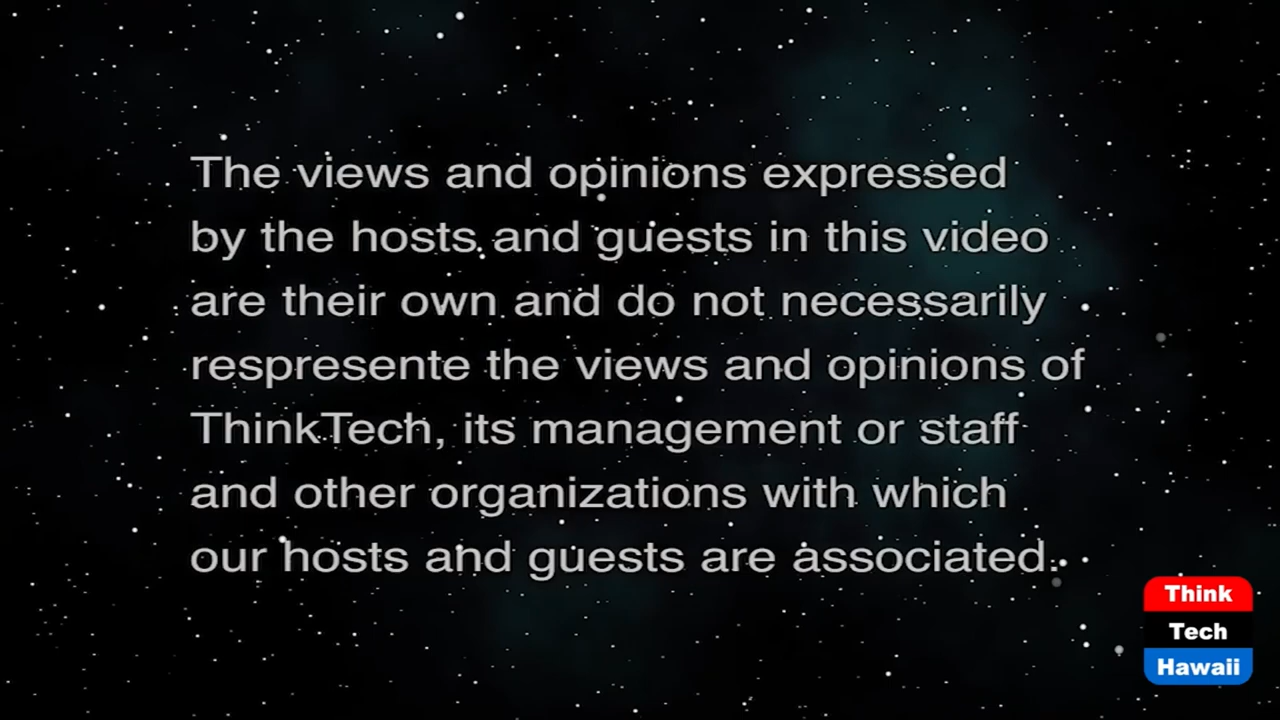 The views and opinions expressed
by the hosts and guests in this video
are their own and do not necessarily
respresente the views and opinions of
ThinkTech, its management or staff
and other organizations with which
our hosts and guests are associated.
Think
Tech
Hawaii